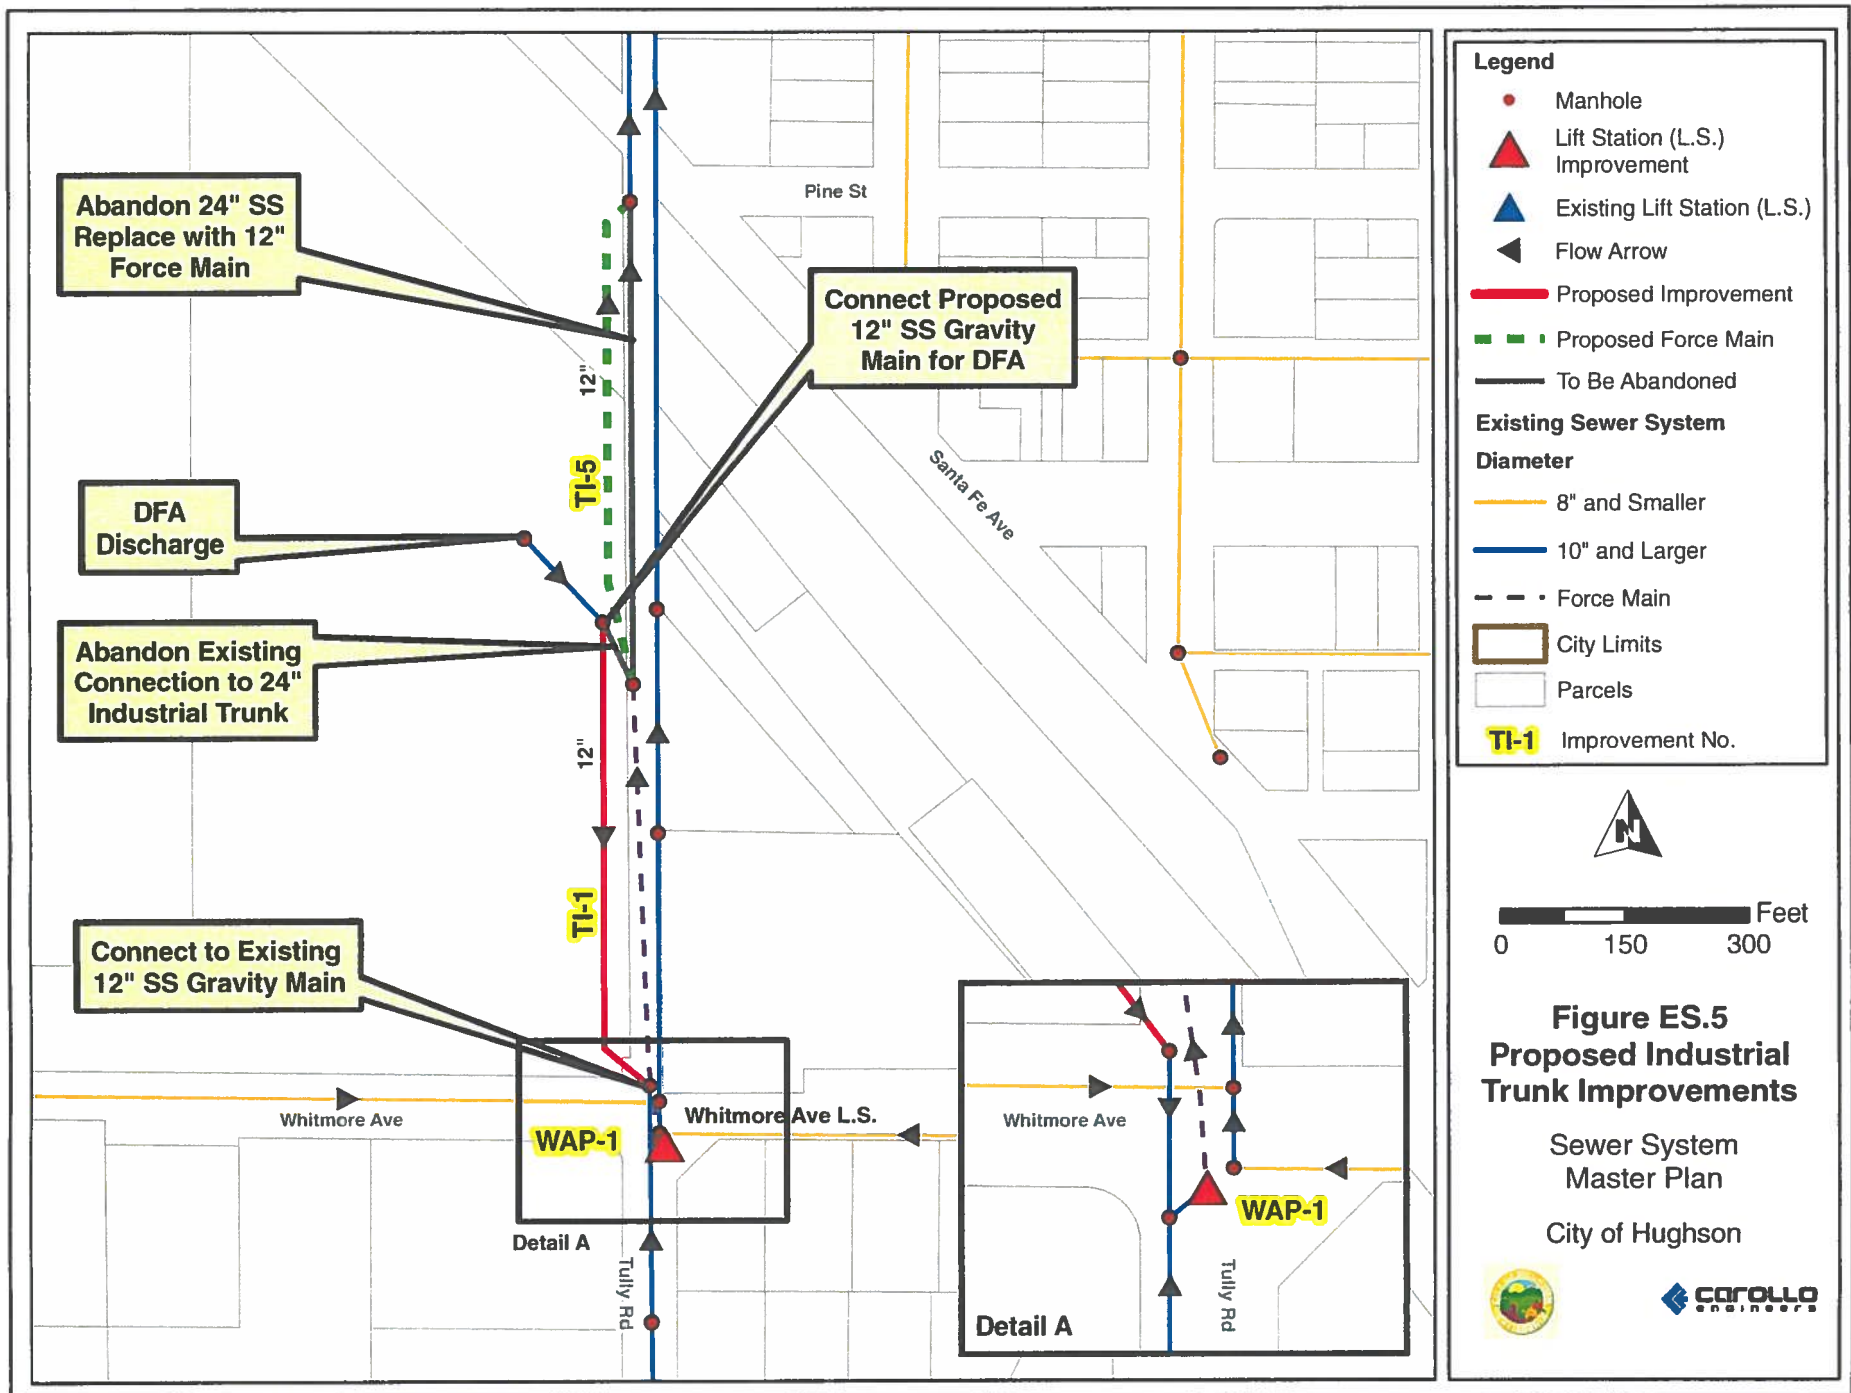 Abandon 24" SS
Replace with 12"
Force Main
Pine St
Connect Proposed
12" SS Gravity
Main for DFA
12"
TI-5
Santa Fe Ave
DFA
Discharge
Abandon Existing
Connection to 24"
Industrial Trunk
12"
TI-1
Connect to Existing
12" SS Gravity Main
Whitmore Ave
Whitmore Ave L.S.
WAP-1
Detail A
Tully Rd
Whitmore Ave
WAP-1
Tully Rd
Detail A
Legend
Manhole
Lift Station (L.S.)
Improvement
Existing Lift Station (L.S.)
Flow Arrow
Proposed Improvement
Proposed Force Main
To Be Abandoned
Existing Sewer System
Diameter
8" and Smaller
10" and Larger
Force Main
City Limits
Parcels
TI-1 Improvement No.
N
Feet
0 150 300
Figure ES.5
Proposed Industrial
Trunk Improvements
Sewer System
Master Plan
City of Hughson
carollo
engineers